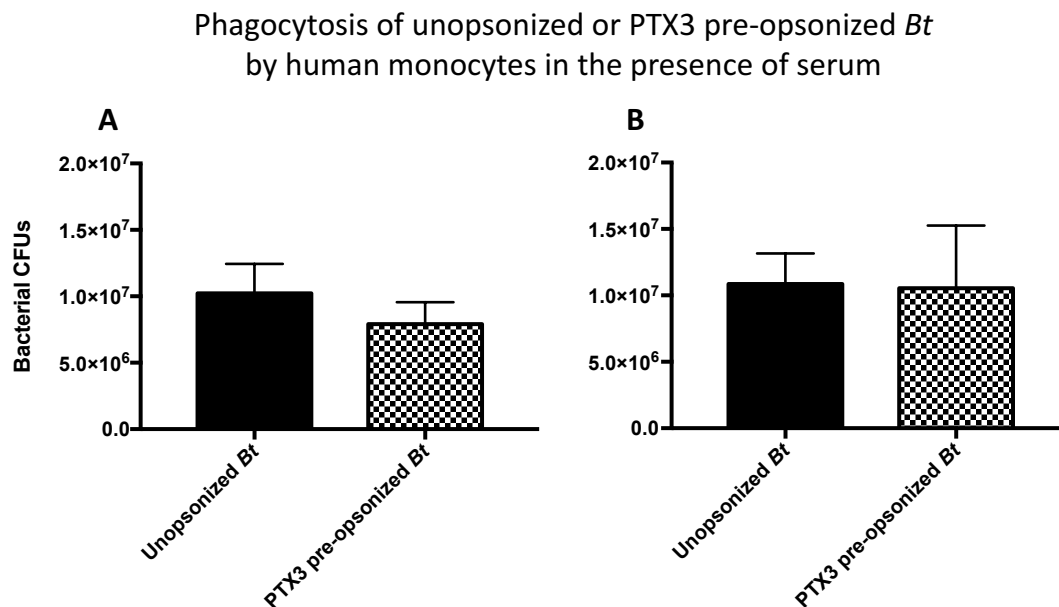 Phagocytosis of unopsonized or PTX3 pre-opsonized Bt
by human monocytes in the presence of serum
A
Bacterial CFUs
2.0×10⁷
1.5×10⁷
1.0×10⁷
5.0×10⁶
0.0
Unopsonized Bt
PTX3 pre-opsonized Bt
B
2.0×10⁷
1.5×10⁷
1.0×10⁷
5.0×10⁶
0.0
Unopsonized Bt
PTX3 pre-opsonized Bt